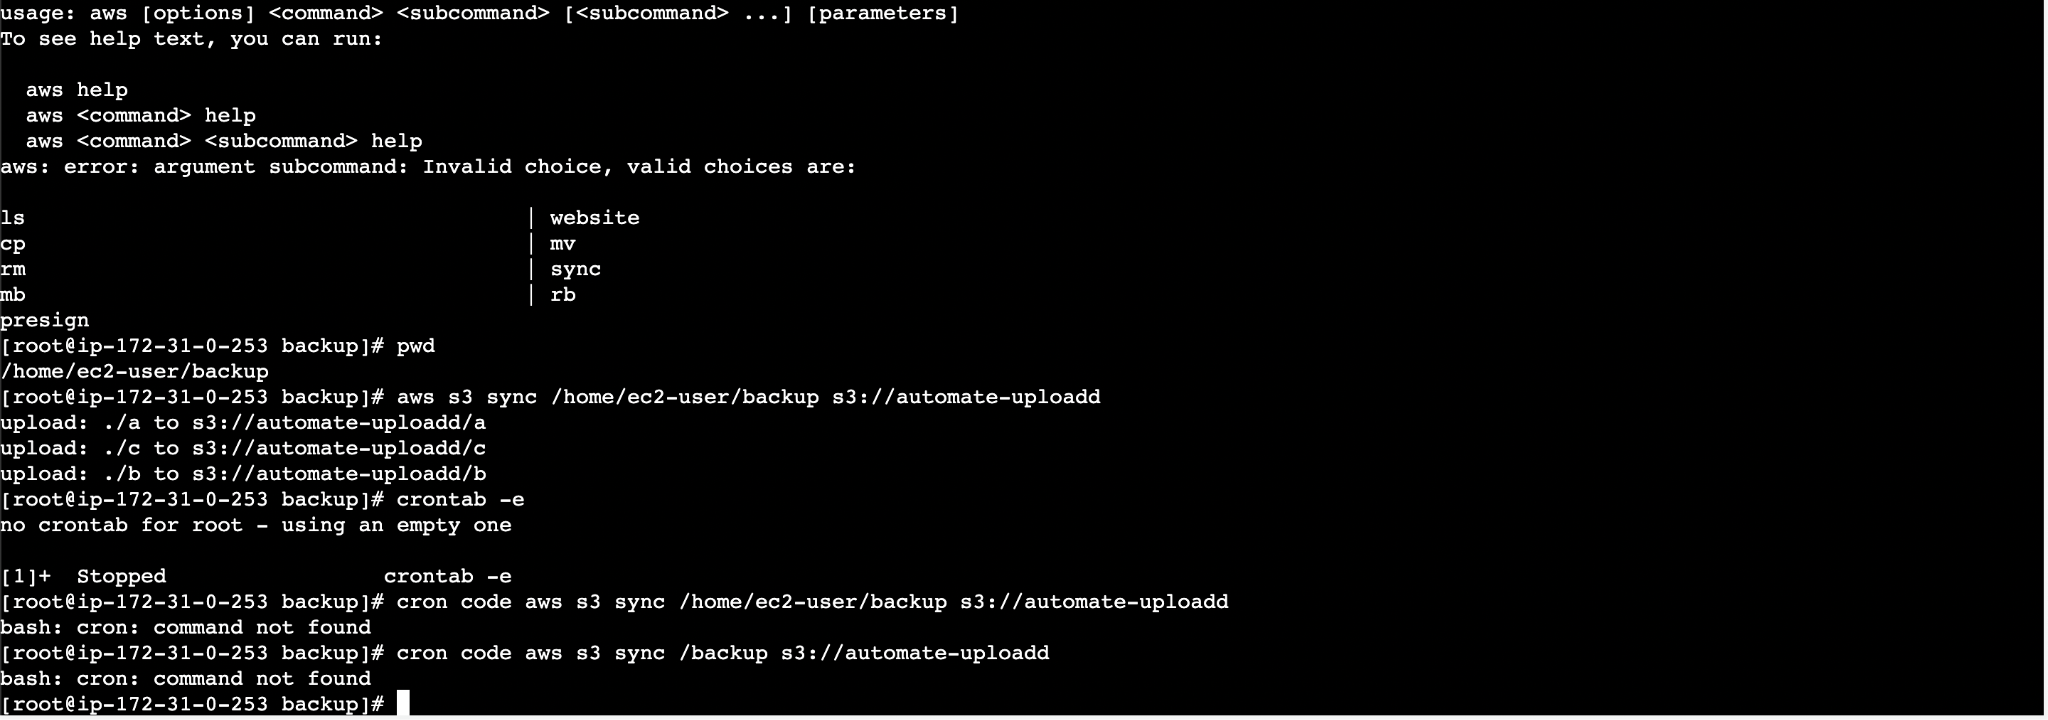 usage: aws [options] <command> <subcommand> [<subcommand> ...] [parameters]
To see help text, you can run:
aws help
aws <command> help
aws <command> <subcommand> help
aws: error: argument subcommand: Invalid choice, valid choices are:
ls | website
cp | mv
rm | sync
mb | rb
presign
[root@ip-172-31-0-253 backup]# pwd
/home/ec2-user/backup
[root@ip-172-31-0-253 backup]# aws s3 sync /home/ec2-user/backup s3://automate-uploadd
upload: ./a to s3://automate-uploadd/a
upload: ./c to s3://automate-uploadd/c
upload: ./b to s3://automate-uploadd/b
[root@ip-172-31-0-253 backup]# crontab -e
no crontab for root - using an empty one
[1]+  Stopped                 crontab -e
[root@ip-172-31-0-253 backup]# cron code aws s3 sync /home/ec2-user/backup s3://automate-uploadd
bash: cron: command not found
[root@ip-172-31-0-253 backup]# cron code aws s3 sync /backup s3://automate-uploadd
bash: cron: command not found
[root@ip-172-31-0-253 backup]#